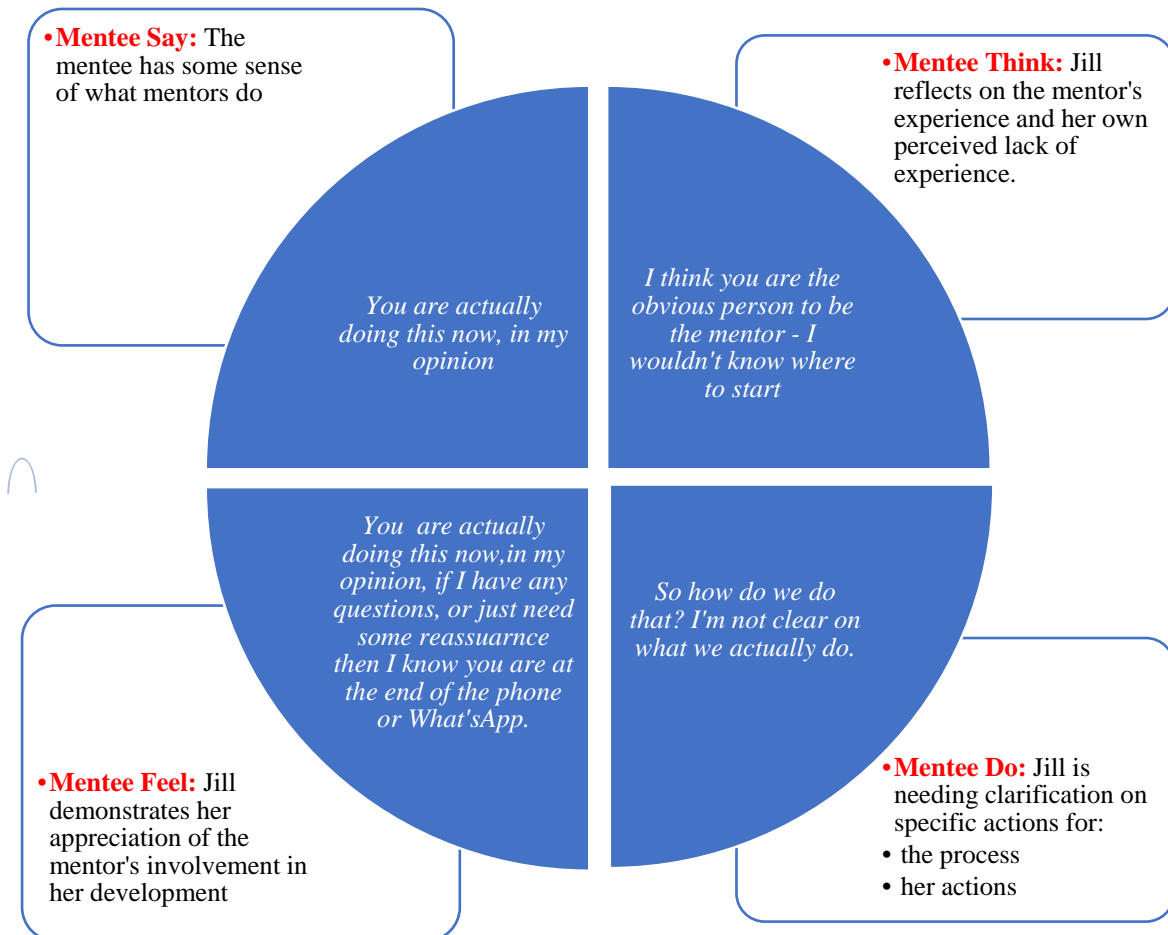 •Mentee Say: The
mentee has some sense
of what mentors do
•Mentee Think: Jill
reflects on the mentor's
experience and her own
perceived lack of
experience.
You are actually
doing this now, in my
opinion
I think you are the
obvious person to be
the mentor - I
wouldn't know where
to start
You  are actually
doing this now,in my
opinion, if I have any
questions, or just need
some reassuarnce
then I know you are at
the end of the phone
or What'sApp.
So how do we do
that? I'm not clear on
what we actually do.
•Mentee Feel: Jill
demonstrates her
appreciation of the
mentor's involvement in
her development
•Mentee Do: Jill is
needing clarification on
specific actions for:
• the process
• her actions